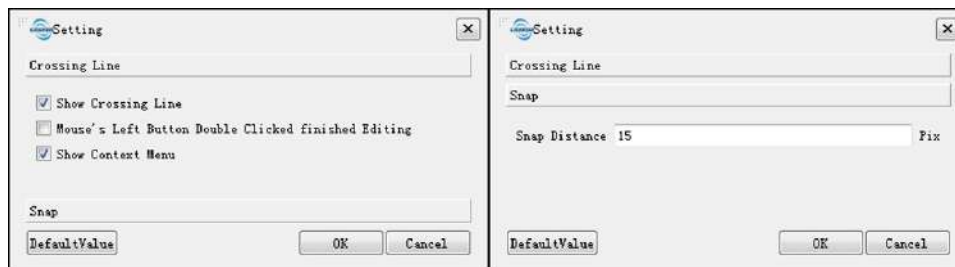 Setting
Crossing Line
Show Crossing Line
Mouse's Left Button Double Clicked finished Editing
Show Context Menu
Snap
DefaultValue OK Cancel
Setting
Crossing Line
Snap
Snap Distance 15 Pix
DefaultValue OK Cancel